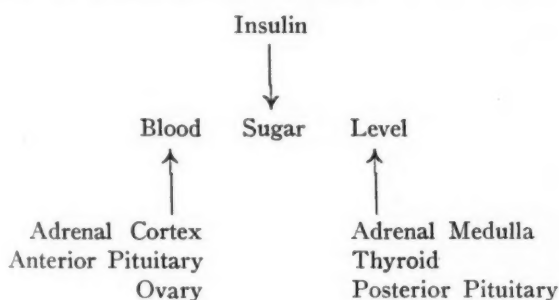 Insulin
Blood Sugar Level
Adrenal Cortex Adrenal Medulla
Anterior Pituitary Thyroid
Ovary Posterior Pituitary